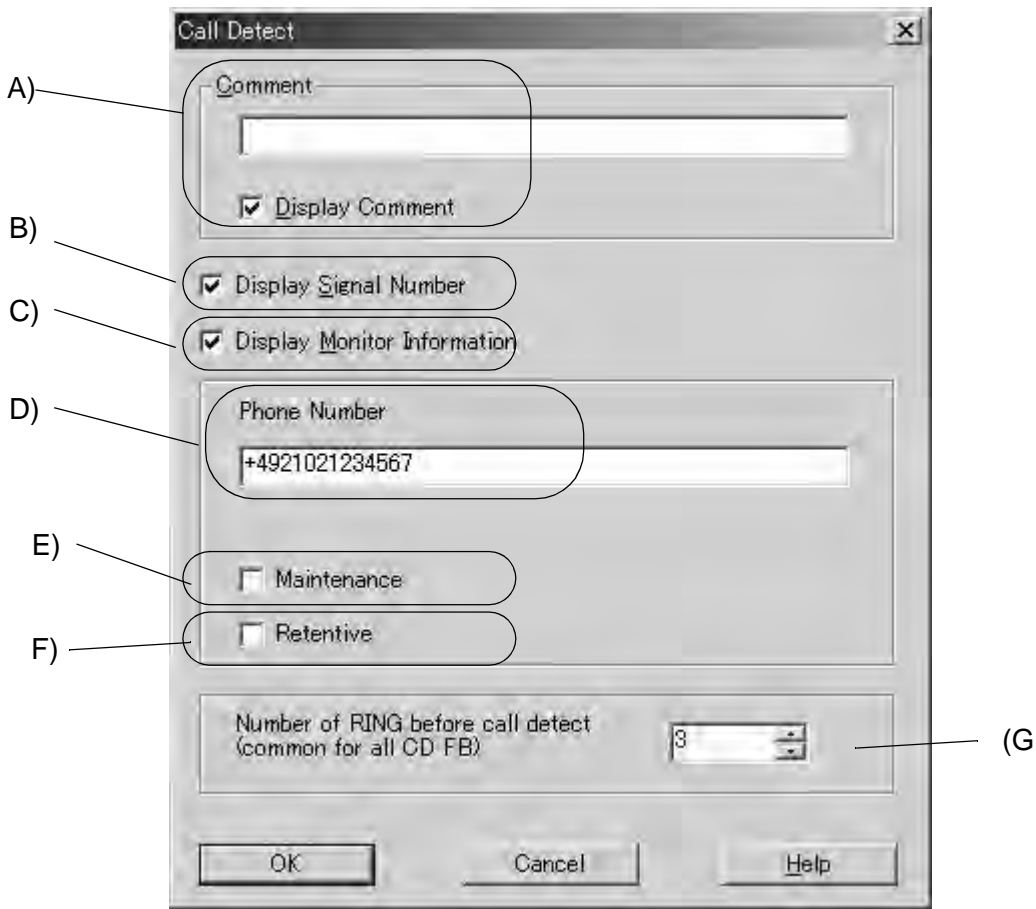 Call Detect
A)
Comment
Display Comment
B)
Display Signal Number
C)
Display Monitor Information
D)
Phone Number
+4921021234567
E)
Maintenance
F)
Retentive
Number of RING before call detect
(common for all CD FB)
3
(G
OK
Cancel
Help